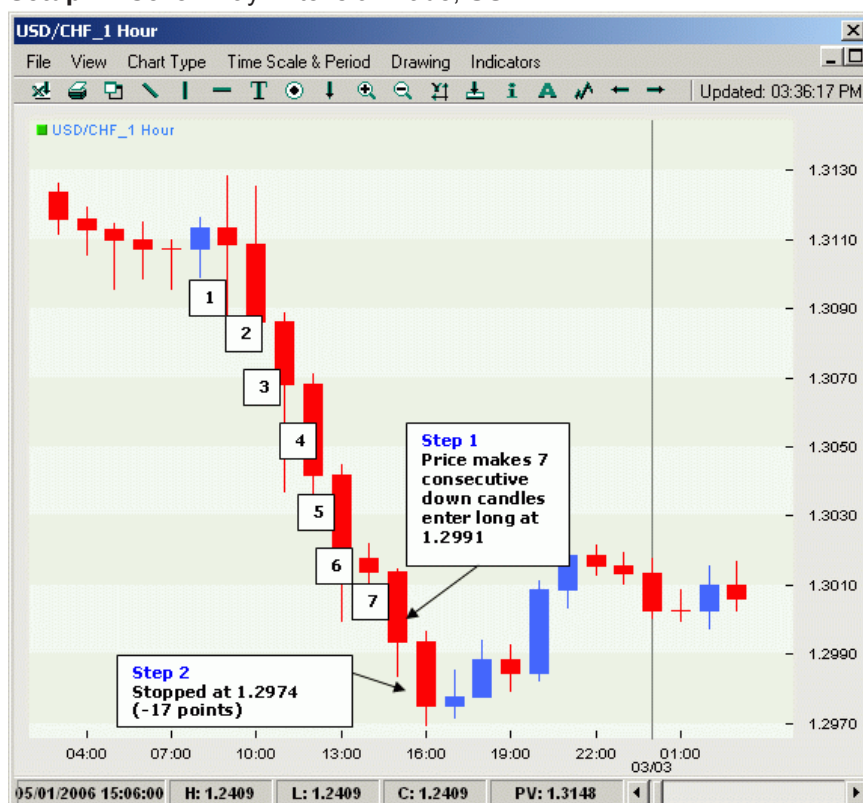 USD/CHF_1 Hour
File View Chart Type Time Scale & Period Drawing Indicators
T i A Updated: 03:36:17 PM
USD/CHF_1 Hour
1.3130
1.3110
1.3090
1.3070
1.3050
1.3030
1.3010
1.2990
1.2970
1
2
3
4
5
6
7
Step 1
Price makes 7
consecutive
down candles
enter long at
1.2991
Step 2
Stopped at 1.2974
(-17 points)
04:00 07:00 10:00 13:00 16:00 19:00 22:00 01:00
03/03
05/01/2006 15:06:00 H: 1.2409 L: 1.2409 C: 1.2409 PV: 1.3148